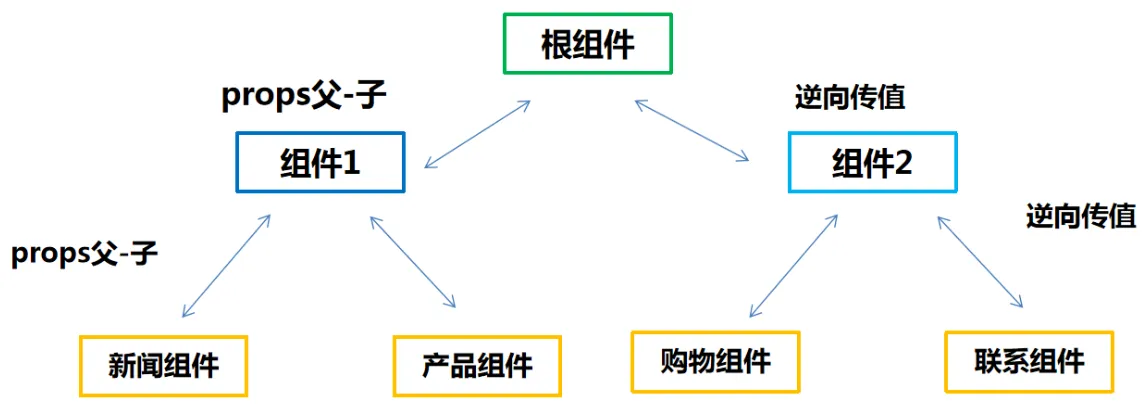 根组件
props父-子
逆向传值
组件1
组件2
逆向传值
props父-子
新闻组件
产品组件
购物组件
联系组件